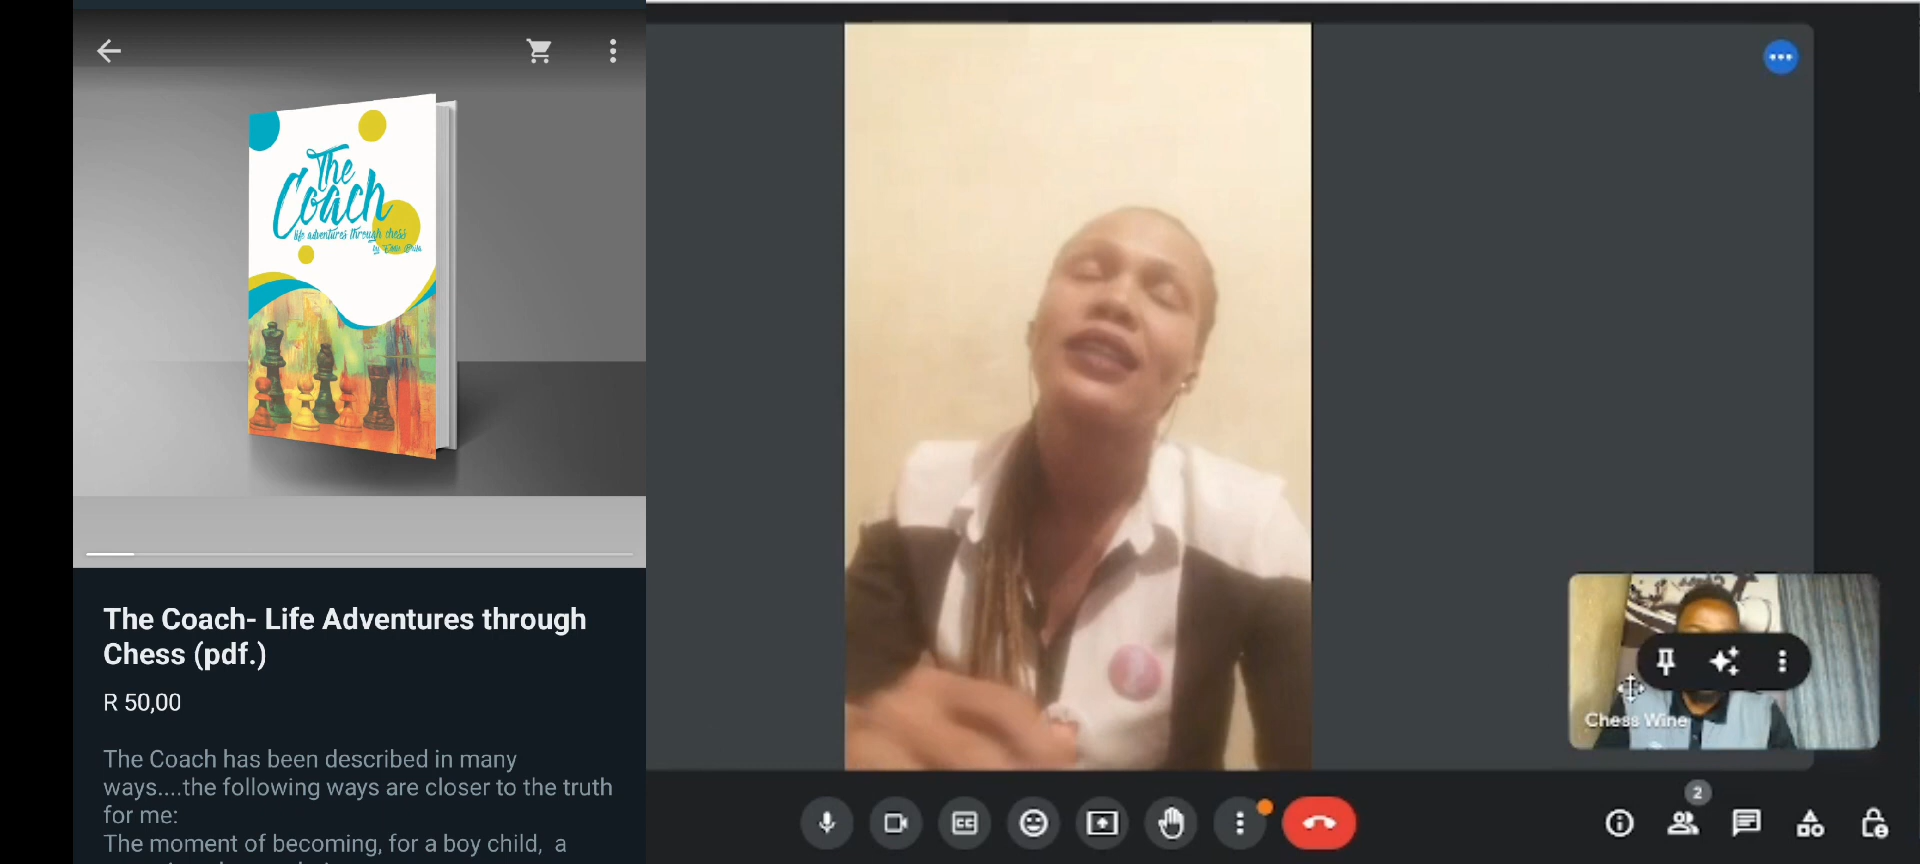 The
Coach
life adventures through chess
by
The Coach- Life Adventures through
Chess (pdf.)
R 50,00
The Coach has been described in many
ways....the following ways are closer to the truth
for me:
The moment of becoming, for a boy child, a
CC
2
Chess Wine